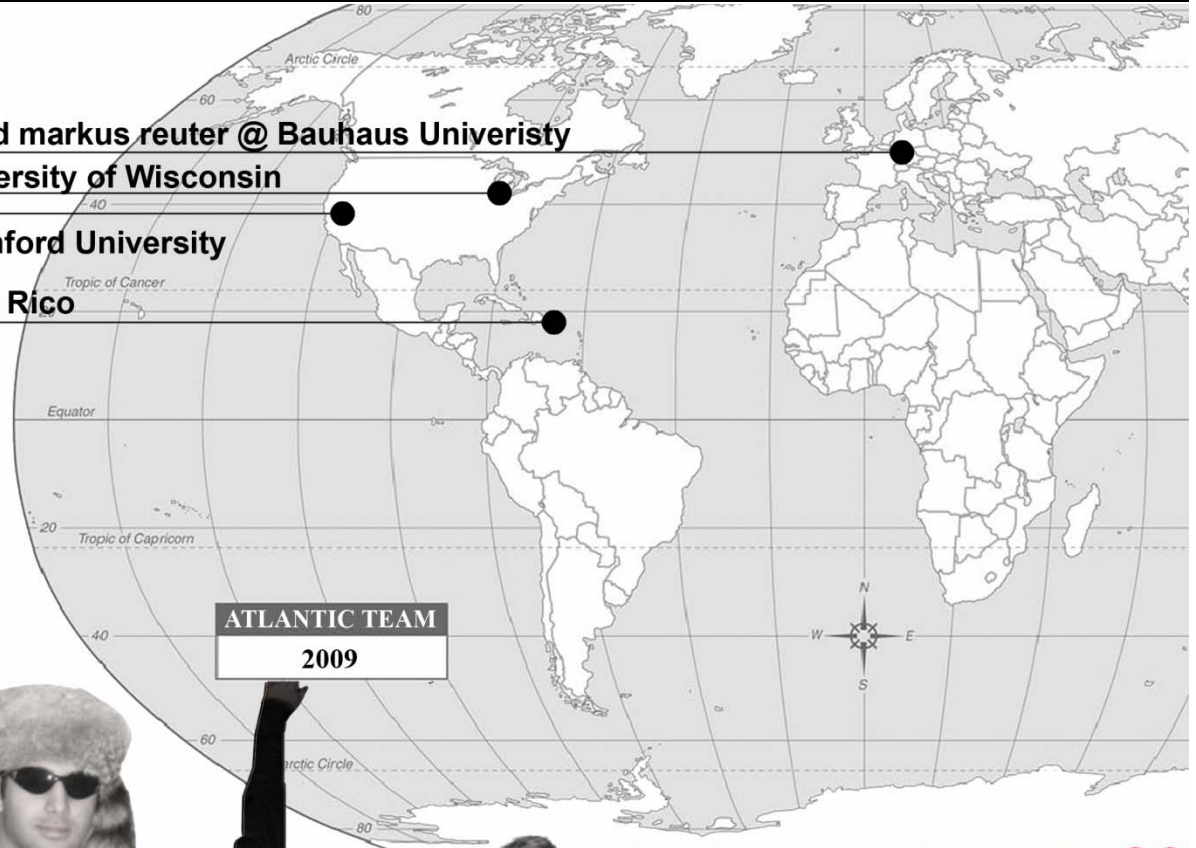 80
Arctic Circle
60
d markus reuter @ Bauhaus Univeristy
ersity of Wisconsin
40
ford University
Tropic of Cancer
Rico
20
Equator
20
Tropic of Capricorn
N
W E
S
ATLANTIC TEAM
2009
40
60
arctic Circle
80